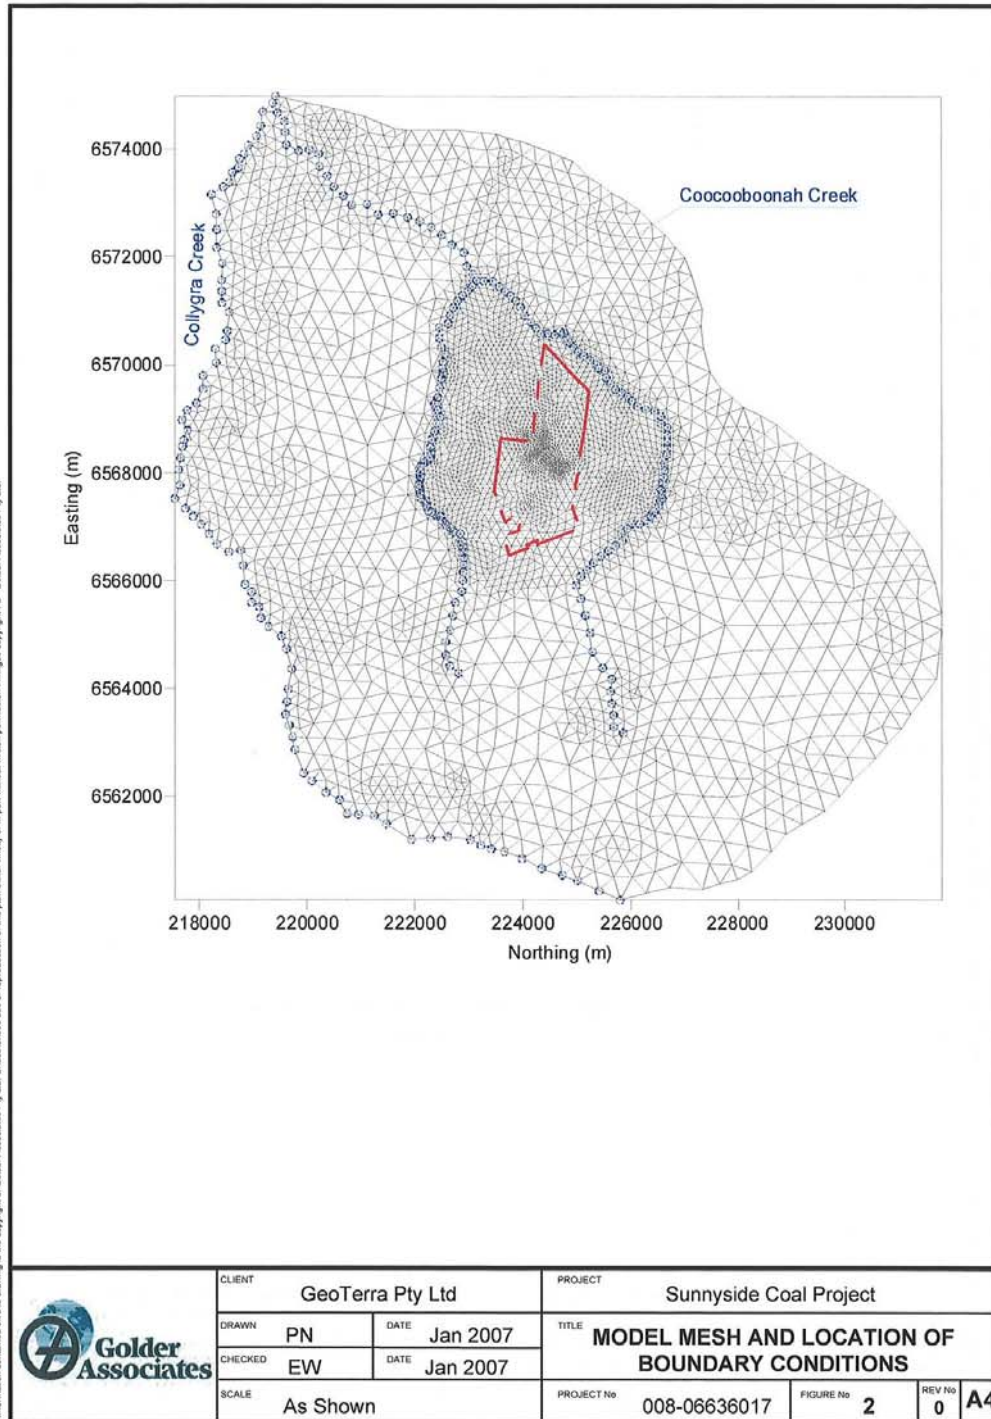 6574000
6572000
6570000
6568000
6566000
6564000
6562000
Easting (m)
Collygra Creek
Coocooboonah Creek
218000 220000 222000 224000 226000 228000 230000
Northing (m)
Golder Associates
CLIENT
GeoTerra Pty Ltd
PROJECT
Sunnyside Coal Project
DRAWN PN DATE Jan 2007
TITLE MODEL MESH AND LOCATION OF
BOUNDARY CONDITIONS
CHECKED EW DATE Jan 2007
SCALE As Shown
PROJECT No 008-06636017
FIGURE No 2
REV No 0
A4